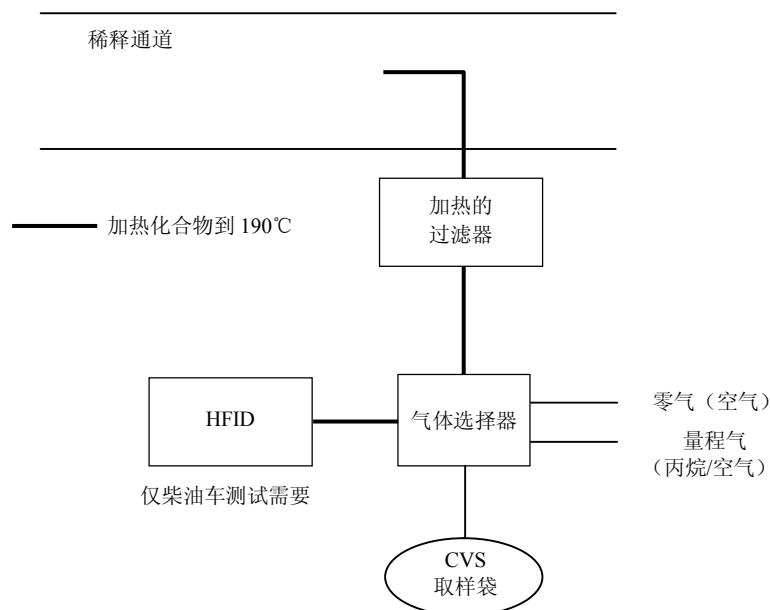 稀释通道
加热化合物到 190℃
加热的
过滤器
HFID
气体选择器
零气（空气）
量程气
（丙烷/空气）
仅柴油车测试需要
CVS
取样袋